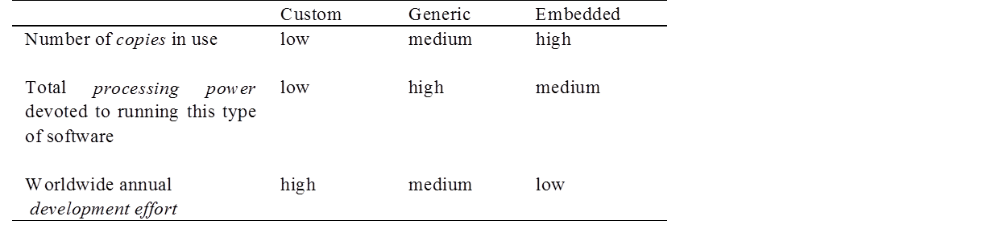 Custom Generic Embedded
Number of copies in use low medium high
Total processing power low high medium
devoted to running this type
of software
Worldwide annual high medium low
development effort